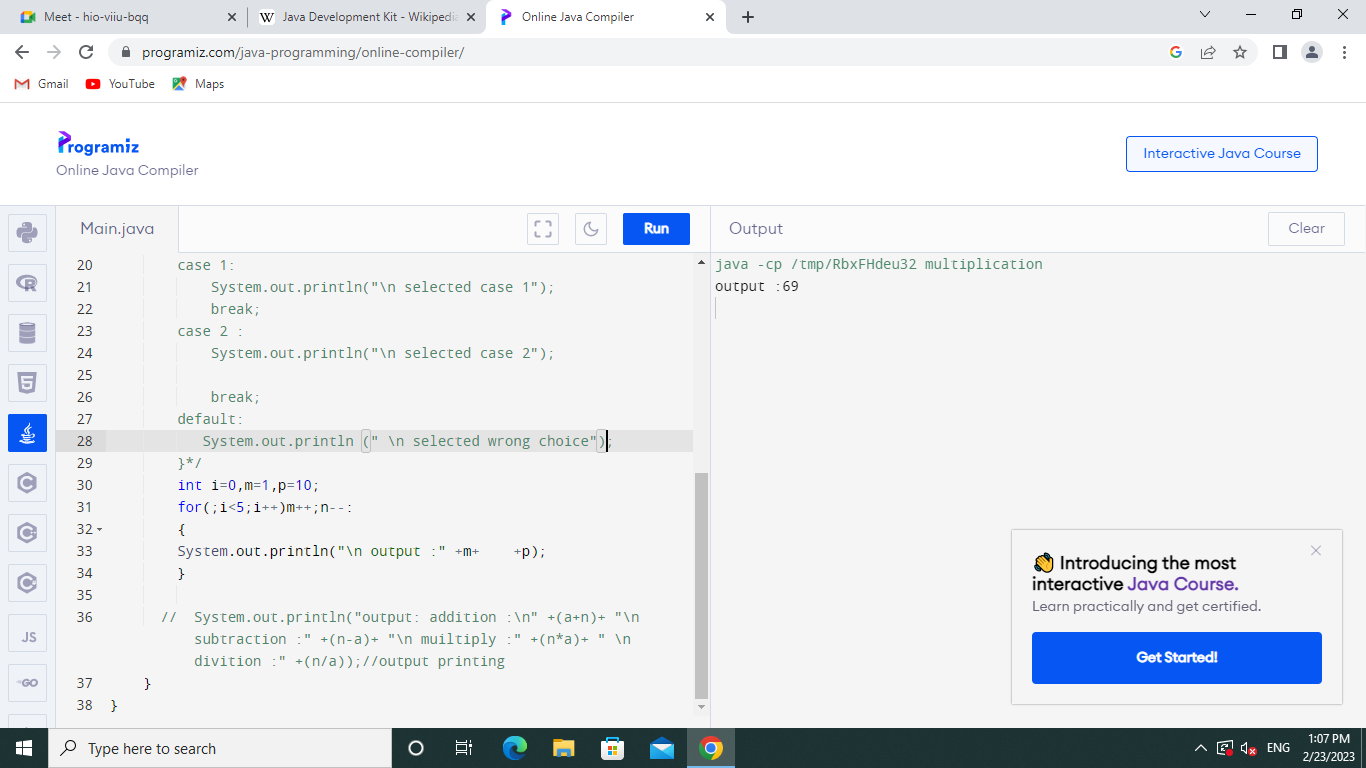 Meet - hio-viiu-bqq
Java Development Kit - Wikipedia
Online Java Compiler
programiz.com/java-programming/online-compiler/
Gmail
YouTube
Maps
Programiz
Online Java Compiler
Interactive Java Course
Main.java
Run
Output
Clear
20 case 1:
21 System.out.println("\n selected case 1");
22 break;
23 case 2 :
24 System.out.println("\n selected case 2");
25
26 break;
27 default:
28 System.out.println (" \n selected wrong choice");
29 }*/
30 int i=0,m=1,p=10;
31 for(;i<5;i++)m++;n--:
32 {
33 System.out.println("\n output :" +m+    +p);
34 }
35
36 //  System.out.println("output: addition :\n" +(a+n)+ "\n
subtraction :" +(n-a)+ "\n muiltiply :" +(n*a)+ " \n
divition :" +(n/a));//output printing
37 }
38 }
java -cp /tmp/RbxFHdeu32 multiplication
output :69
JS
GO
👏 Introducing the most
interactive Java Course.
Learn practically and get certified.
Get Started!
Type here to search
ENG
1:07 PM
2/23/2023